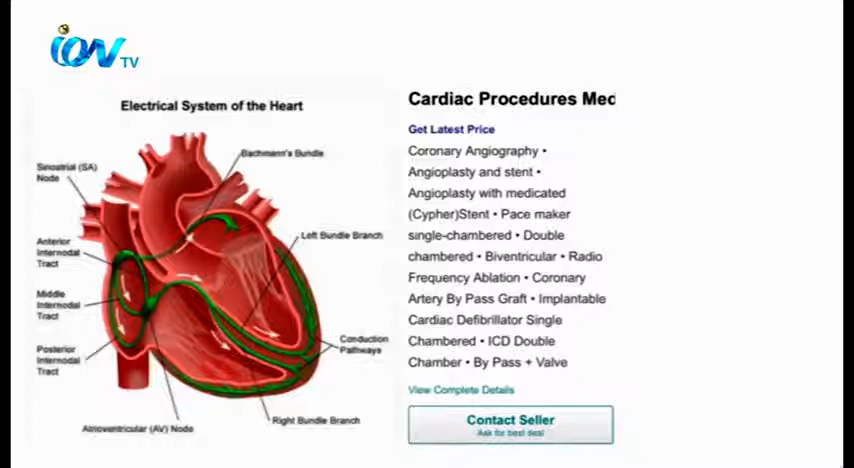 iON TV
Electrical System of the Heart
Bachmann's Bundle
Sinoatrial (SA)
Node
Left Bundle Branch
Anterior
Internodal
Tract
Middle
Internodal
Tract
Posterior
Internodal
Tract
Conduction
Pathways
Right Bundle Branch
Atrioventricular (AV) Node
Cardiac Procedures Med
Get Latest Price
Coronary Angiography •
Angioplasty and stent •
Angioplasty with medicated
(Cypher)Stent • Pace maker
single-chambered • Double
chambered • Biventricular • Radio
Frequency Ablation • Coronary
Artery By Pass Graft • Implantable
Cardiac Defibrillator Single
Chambered • ICD Double
Chamber • By Pass + Valve
View Complete Details
Contact Seller
Ask for best deal